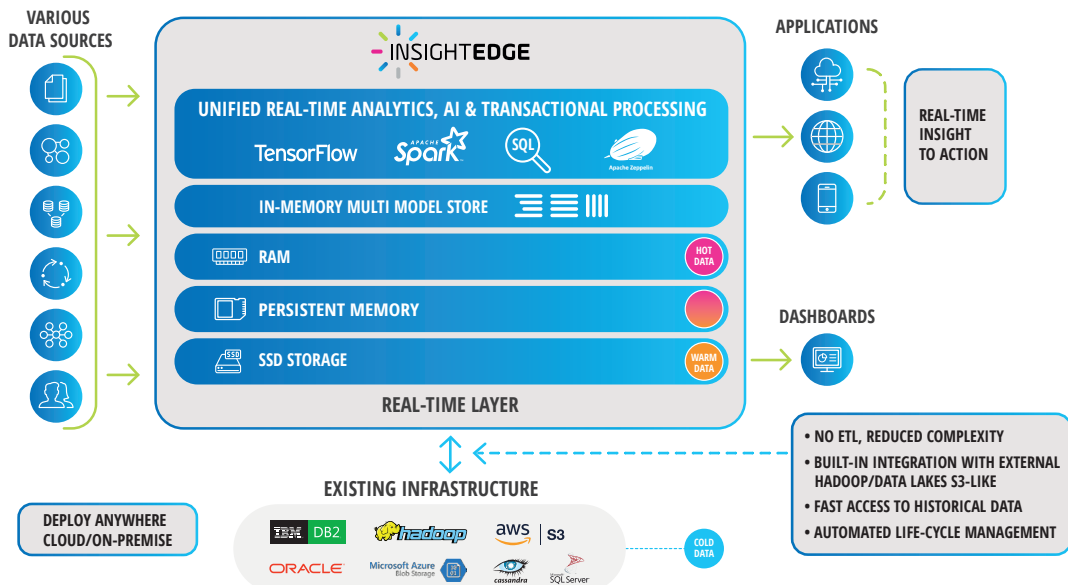 VARIOUS
DATA SOURCES
INSIGHTEDGE
UNIFIED REAL-TIME ANALYTICS, AI & TRANSACTIONAL PROCESSING
TensorFlow
APACHE
Spark
SQL
Apache Zeppelin
IN-MEMORY MULTI MODEL STORE
RAM
HOT
DATA
PERSISTENT MEMORY
SSD
SSD STORAGE
WARM
DATA
REAL-TIME LAYER
APPLICATIONS
REAL-TIME
INSIGHT
TO ACTION
DASHBOARDS
• NO ETL, REDUCED COMPLEXITY
• BUILT-IN INTEGRATION WITH EXTERNAL
HADOOP/DATA LAKES S3-LIKE
• FAST ACCESS TO HISTORICAL DATA
• AUTOMATED LIFE-CYCLE MANAGEMENT
DEPLOY ANYWHERE
CLOUD/ON-PREMISE
EXISTING INFRASTRUCTURE
IBM DB2
hadoop
aws S3
ORACLE
Microsoft Azure
Blob Storage
cassandra
SQL Server
COLD
DATA